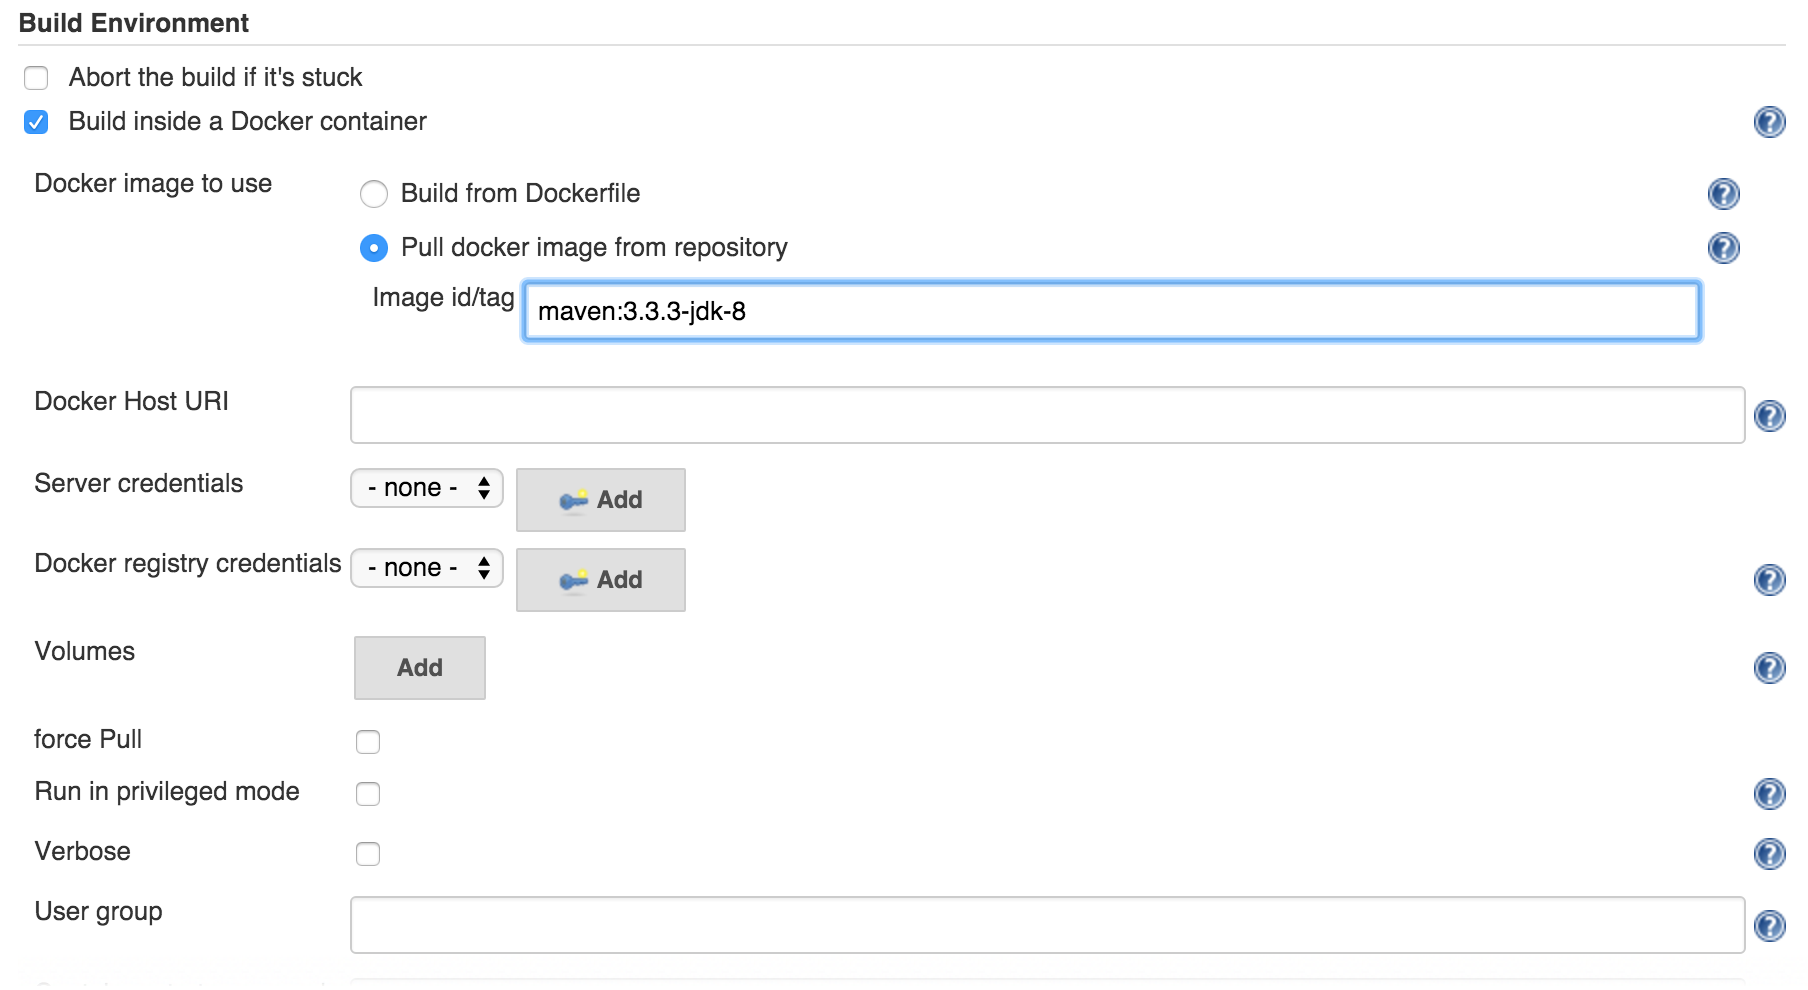 Build Environment
Abort the build if it's stuck
Build inside a Docker container
Docker image to use
Build from Dockerfile
Pull docker image from repository
Image id/tag
maven:3.3.3-jdk-8
Docker Host URI
Server credentials
- none -
Add
Docker registry credentials
- none -
Add
Volumes
Add
force Pull
Run in privileged mode
Verbose
User group